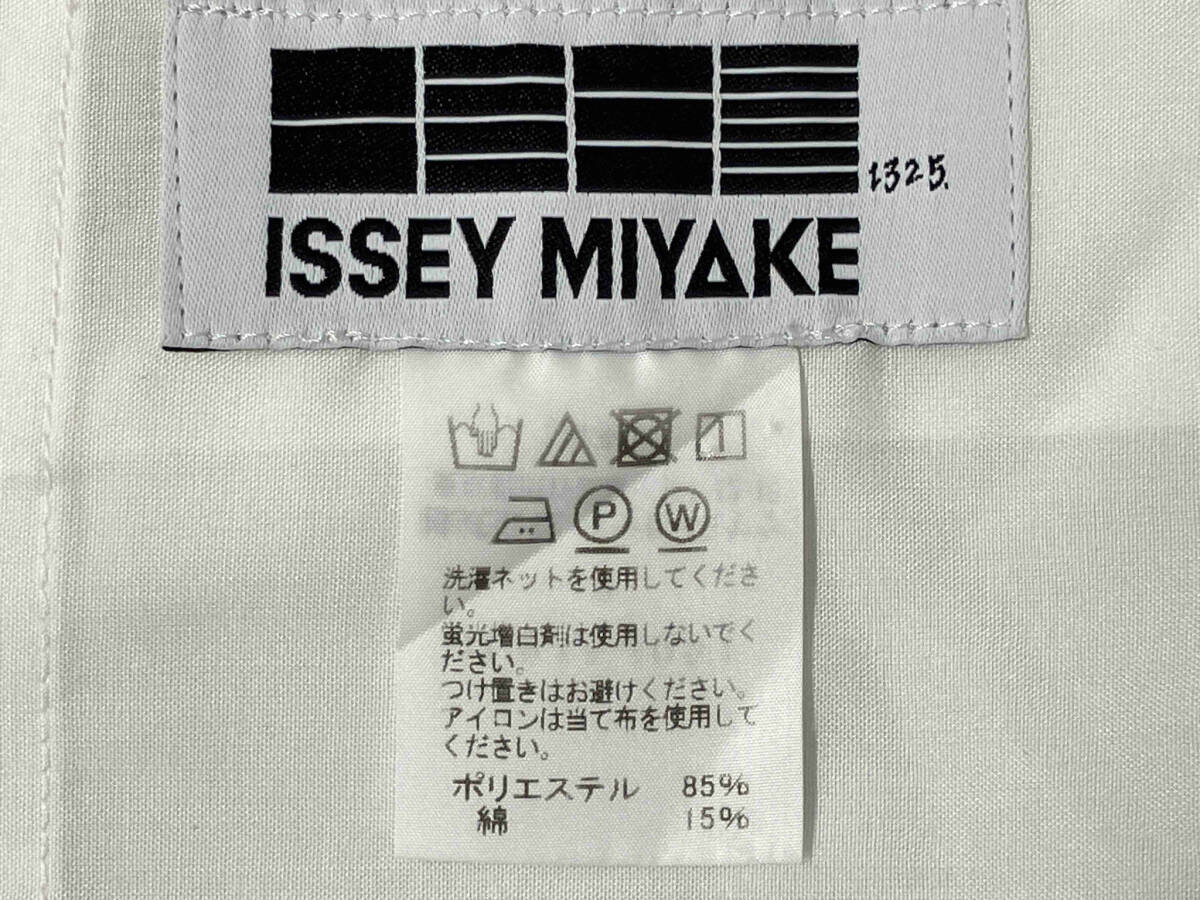 1325.
ISSEY MIYAKE
P W
洗濯ネットを使用してくださ
い。
蛍光増白剤は使用しないでく
ださい。
つけ置きはお避けください。
アイロンは当て布を使用して
ください。
ポリエステル 85%
綿 15%